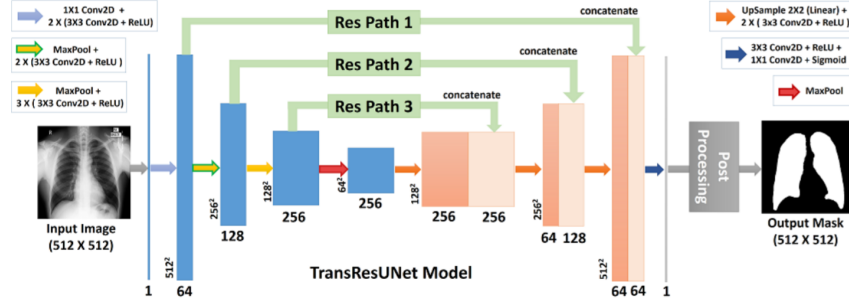 1X1 Conv2D +
2 X (3X3 Conv2D + ReLU)
MaxPool +
2 X (3X3 Conv2D + ReLU )
MaxPool +
3 X ( 3X3 Conv2D + ReLU)
Input Image
(512 X 512)
Res Path 1
concatenate
Res Path 2
concatenate
Res Path 3
concatenate
512²
256²
128²
64²
128²
256²
512²
1
64
128
256
256
256
256
64
128
64
64
1
TransResUNet Model
UpSample 2X2 (Linear) +
2 X ( 3x3 Conv2D + ReLU )
3X3 Conv2D + ReLU +
1X1 Conv2D + Sigmoid
MaxPool
Post
Processing
Output Mask
(512 X 512)